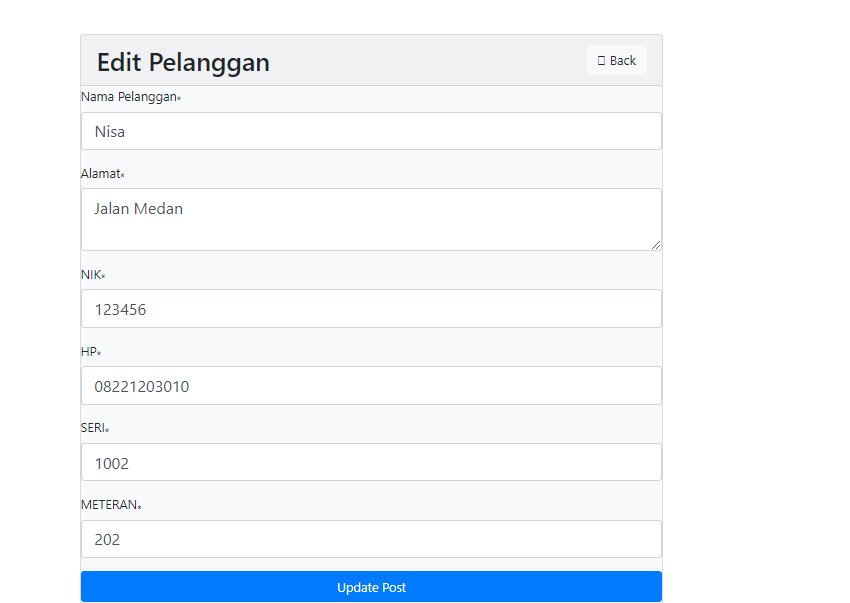 Edit Pelanggan
Back
Nama Pelanggan*
Nisa
Alamat*
Jalan Medan
NIK*
123456
HP*
08221203010
SERI*
1002
METERAN*
202
Update Post